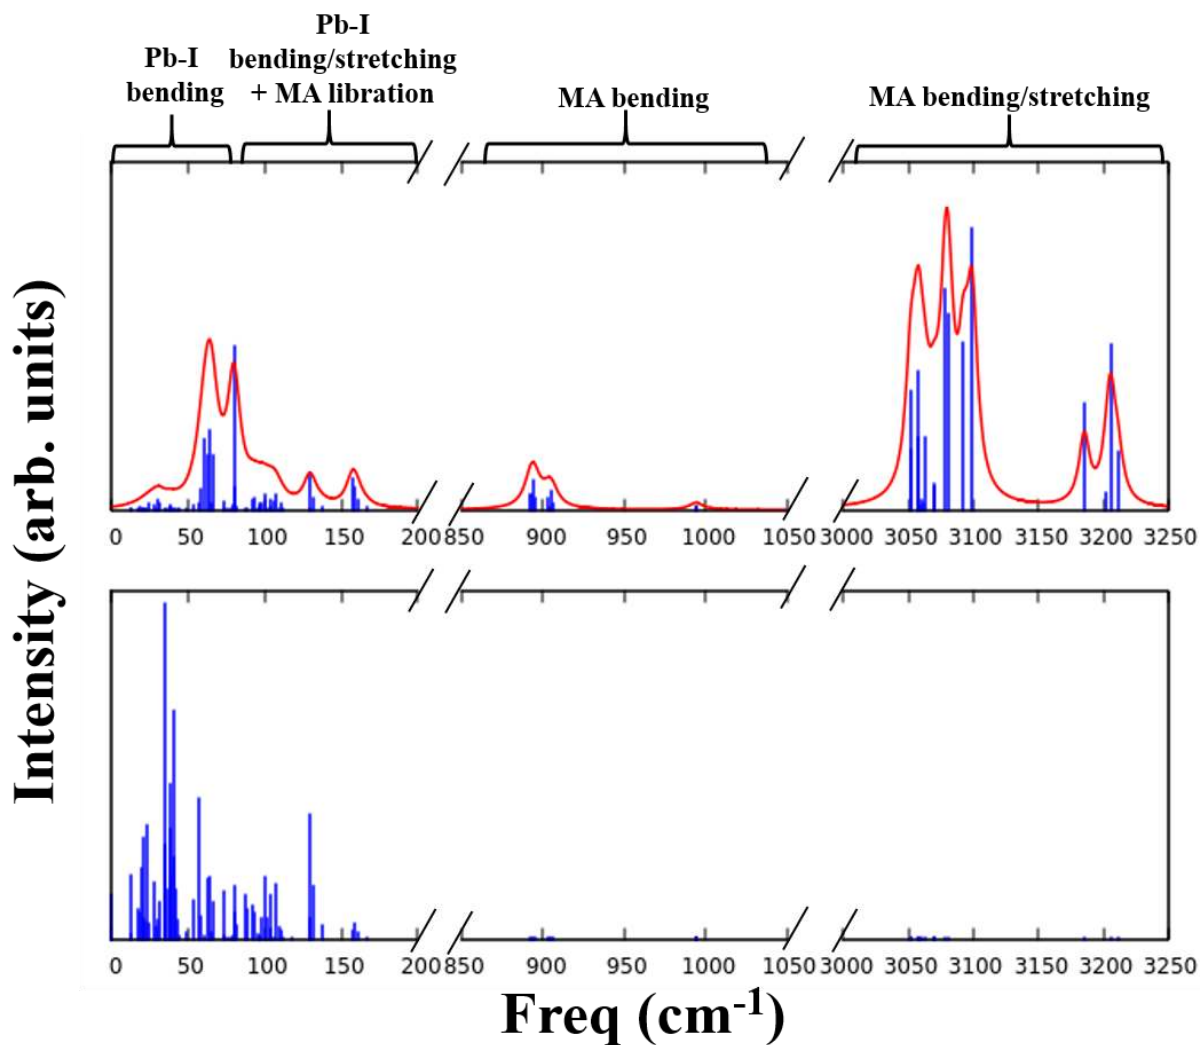 Pb-I
bending
Pb-I
bending/stretching
+ MA libration
MA bending
MA bending/stretching
Intensity (arb. units)
0 50 100 150 200 850 900 950 1000 1050 3000 3050 3100 3150 3200 3250
0 50 100 150 200 850 900 950 1000 1050 3000 3050 3100 3150 3200 3250
Freq (cm-1)